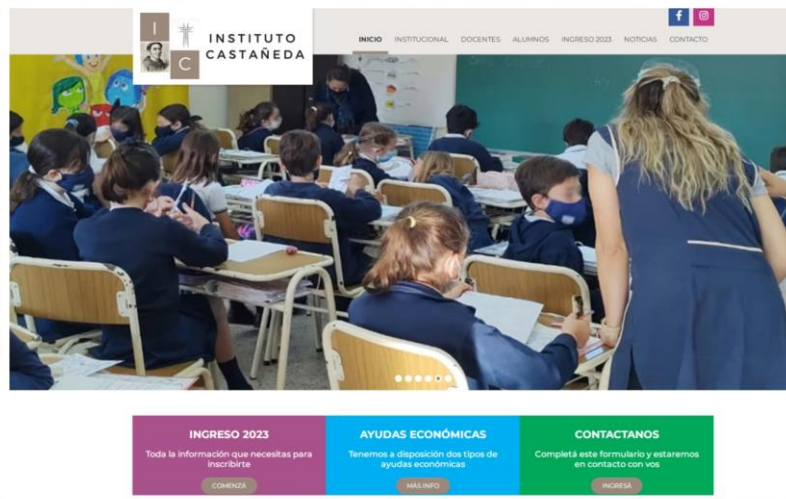 I
C
INSTITUTO
CASTAÑEDA
INICIO INSTITUCIONAL DOCENTES ALUMNOS INGRESO 2023 NOTICIAS CONTACTO
INGRESO 2023
Toda la información que necesitas para
inscribirte
COMENZÁ
AYUDAS ECONÓMICAS
Tenemos a disposición dos tipos de
ayudas económicas
MÁS INFO
CONTACTANOS
Completá este formulario y estaremos
en contacto con vos
INGRESÁ